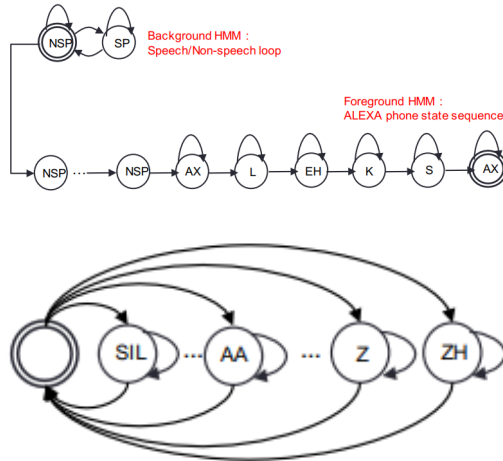 NSP SP
Background HMM :
Speech/Non-speech loop
Foreground HMM :
ALEXA phone state sequence
NSP ... NSP AX L EH K S AX
SIL ... AA ... Z ZH